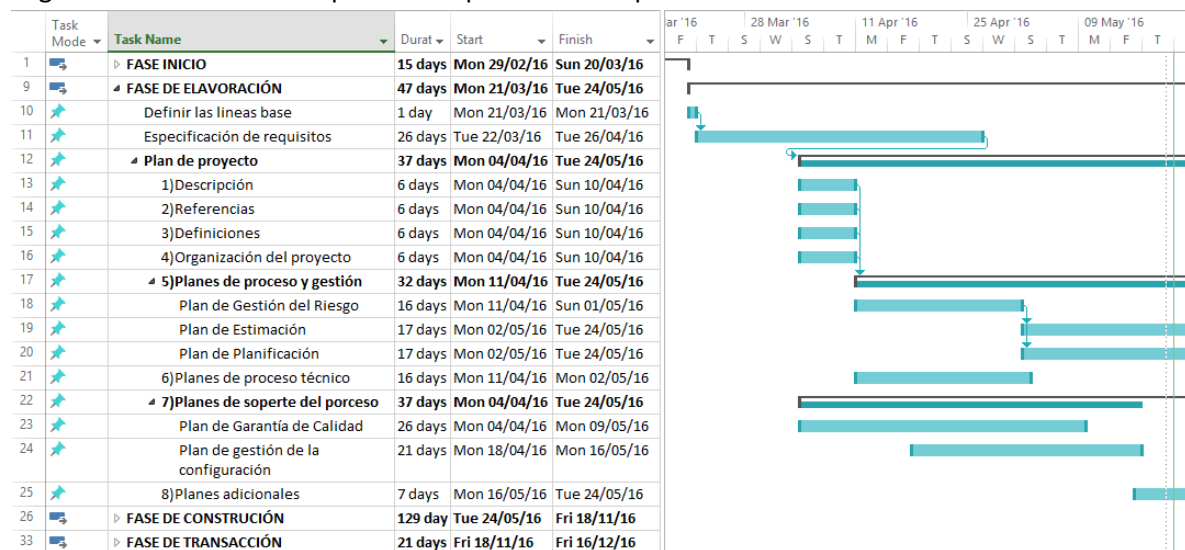 Task Mode Task Name Durat Start Finish ar '16 28 Mar '16 11 Apr '16 25 Apr '16 09 May '16
F T S W S T M F T S W S T M F T
1 FASE INICIO 15 days Mon 29/02/16 Sun 20/03/16
9 FASE DE ELAVORACIÓN 47 days Mon 21/03/16 Tue 24/05/16
10 Definir las lineas base 1 day Mon 21/03/16 Mon 21/03/16
11 Especificación de requisitos 26 days Tue 22/03/16 Tue 26/04/16
12 Plan de proyecto 37 days Mon 04/04/16 Tue 24/05/16
13 1)Descripción 6 days Mon 04/04/16 Sun 10/04/16
14 2)Referencias 6 days Mon 04/04/16 Sun 10/04/16
15 3)Definiciones 6 days Mon 04/04/16 Sun 10/04/16
16 4)Organización del proyecto 6 days Mon 04/04/16 Sun 10/04/16
17 5)Planes de proceso y gestión 32 days Mon 11/04/16 Tue 24/05/16
18 Plan de Gestión del Riesgo 16 days Mon 11/04/16 Sun 01/05/16
19 Plan de Estimación 17 days Mon 02/05/16 Tue 24/05/16
20 Plan de Planificación 17 days Mon 02/05/16 Tue 24/05/16
21 6)Planes de proceso técnico 16 days Mon 11/04/16 Mon 02/05/16
22 7)Planes de soperte del porceso 37 days Mon 04/04/16 Tue 24/05/16
23 Plan de Garantía de Calidad 26 days Mon 04/04/16 Mon 09/05/16
24 Plan de gestión de la configuración 21 days Mon 18/04/16 Mon 16/05/16
25 8)Planes adicionales 7 days Mon 16/05/16 Tue 24/05/16
26 FASE DE CONSTRUCIÓN 129 day Tue 24/05/16 Fri 18/11/16
33 FASE DE TRANSACCIÓN 21 days Fri 18/11/16 Fri 16/12/16